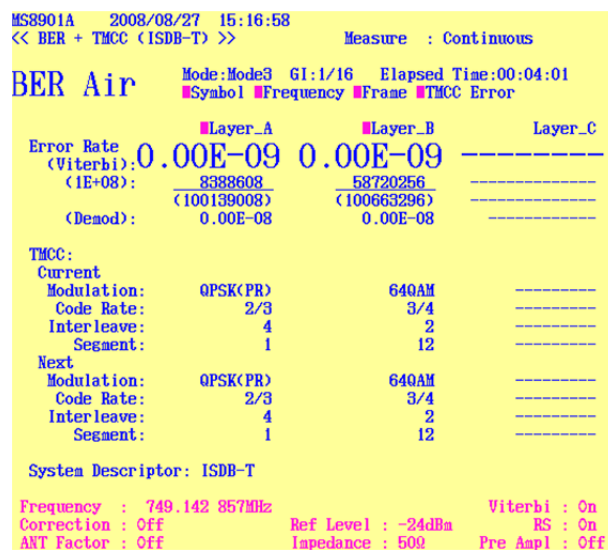 MS8901A 2008/08/27 15:16:58
<< BER + TMCC (ISDB-T) >> Measure : Continuous
BER Air Mode:Mode3 GI:1/16 Elapsed Time:00:04:01
Symbol Frequency Frame TMCC Error
Layer_A Layer_B Layer_C
Error Rate
(Viterbi): 0.00E-09 0.00E-09 ---------
(1E+08): 8388608 58720256 --------------
(100139008) (100663296) --------------
(Demod): 0.00E-08 0.00E-08 -----------
TMCC:
Current
Modulation: QPSK(PR) 64QAM ---------
Code Rate: 2/3 3/4 ---------
Interleave: 4 2 ---------
Segment: 1 12 ---------
Next
Modulation: QPSK(PR) 64QAM ---------
Code Rate: 2/3 3/4 ---------
Interleave: 4 2 ---------
Segment: 1 12 ---------
System Descriptor: ISDB-T
Frequency : 749.142 857MHz Viterbi : On
Correction : Off Ref Level : -24dBm RS : On
ANT Factor : Off Impedance : 50Ω Pre Ampl : Off